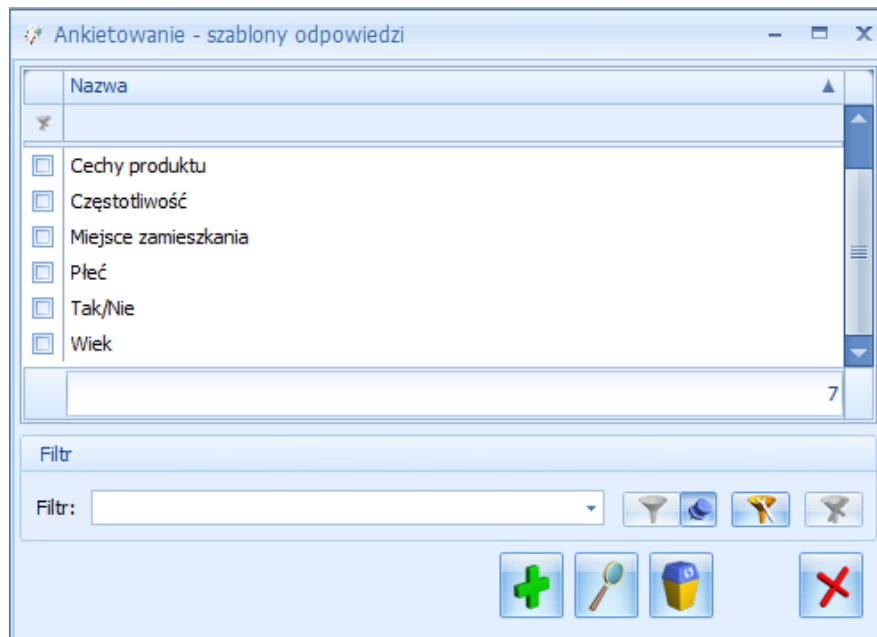 Ankietowanie - szablony odpowiedzi
Nazwa
Cechy produktu
Częstotliwość
Miejsce zamieszkania
Płeć
Tak/Nie
Wiek
7
Filtr
Filtr: